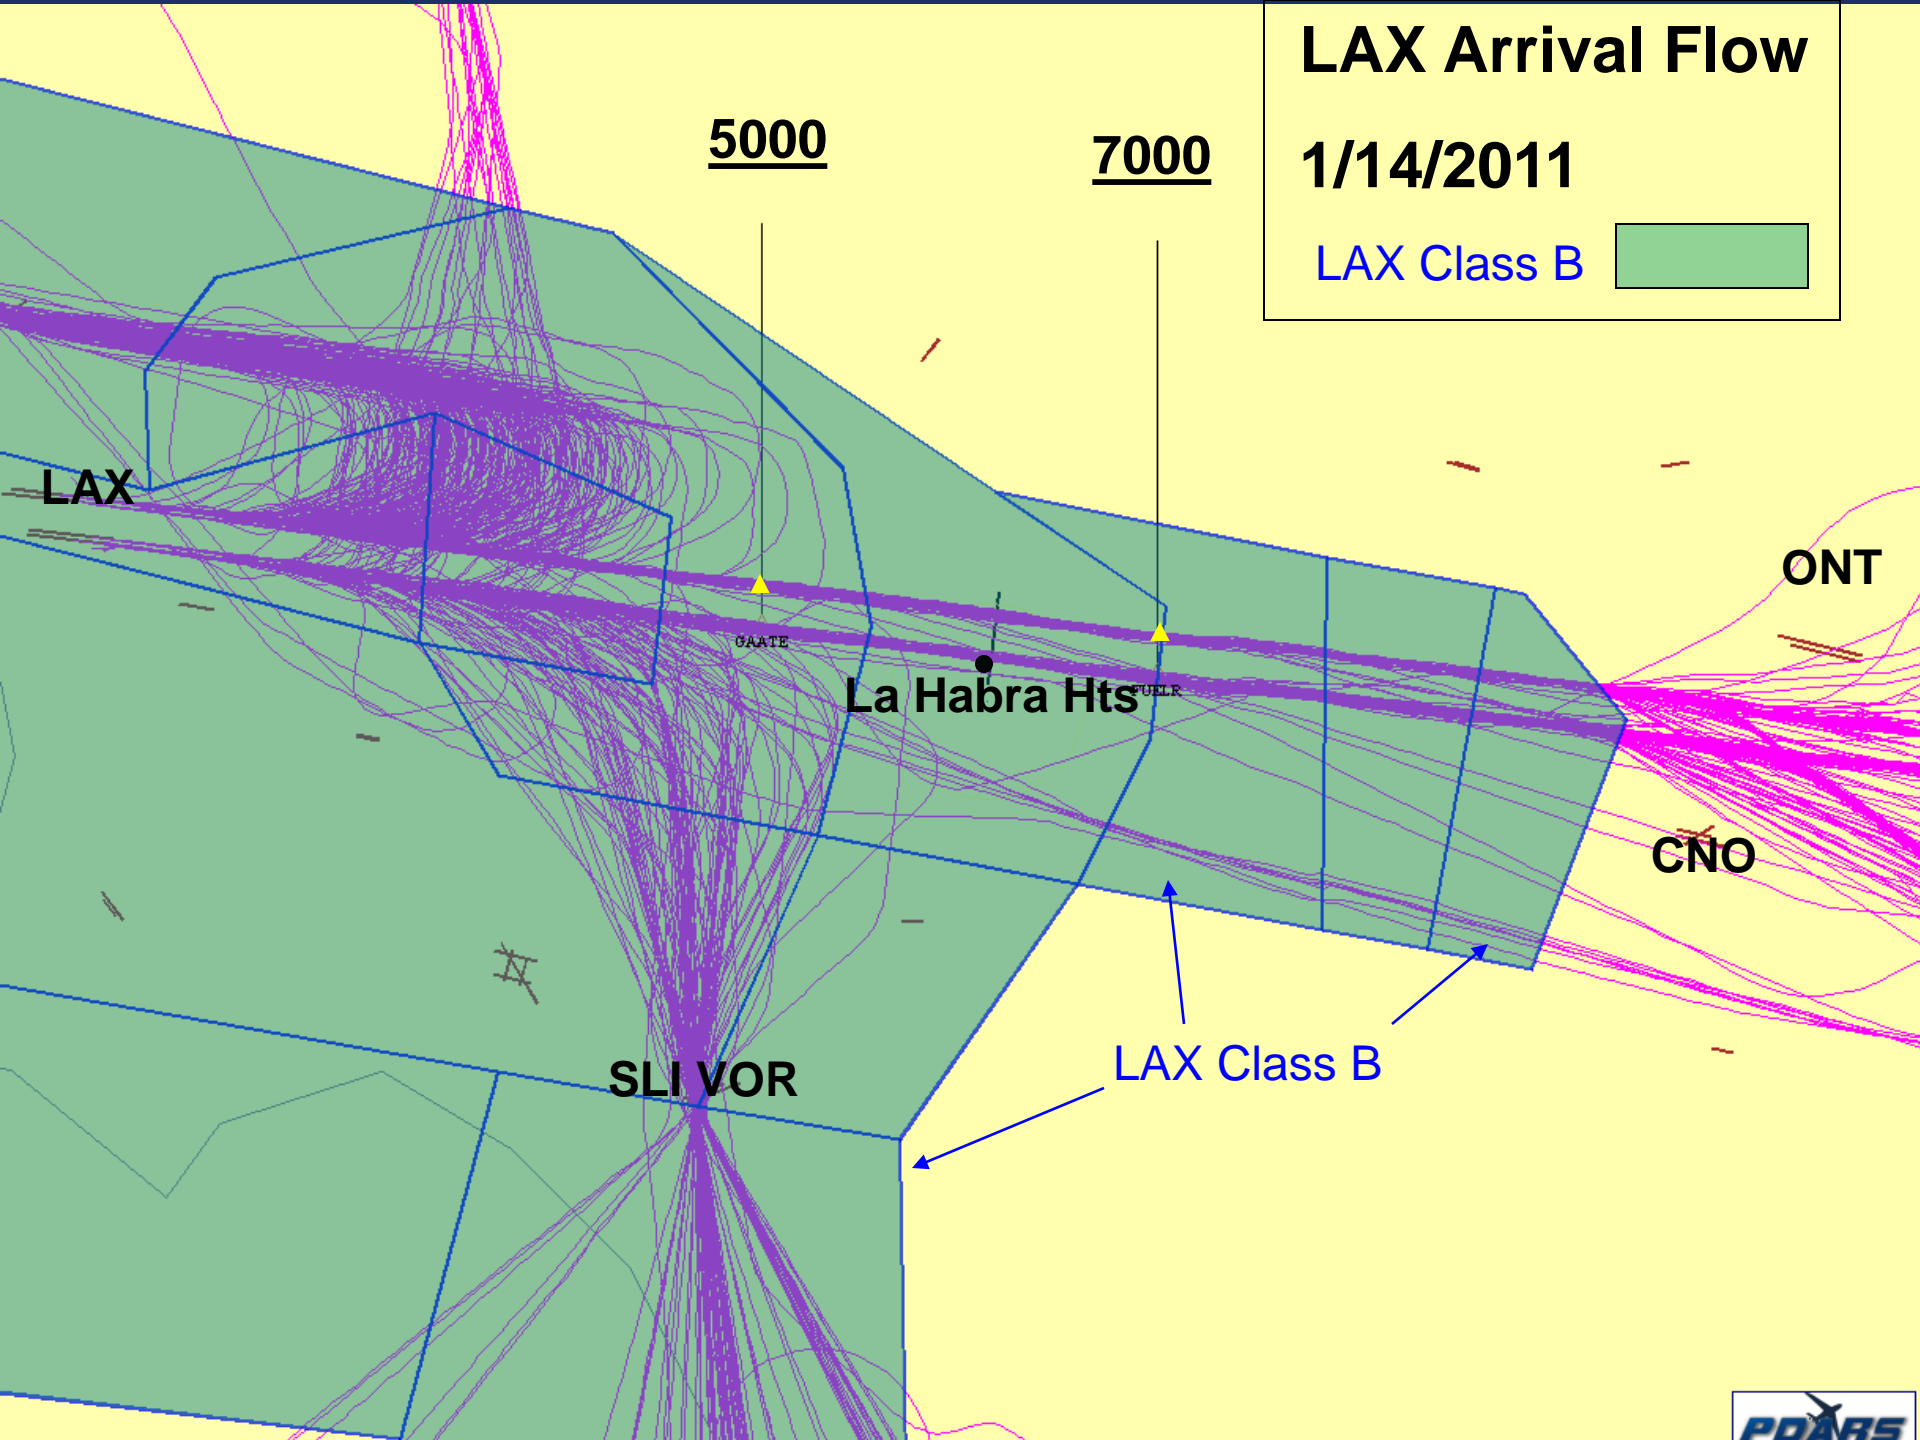 LAX Arrival Flow
5000
7000
1/14/2011
LAX Class B
LAX
ONT
GAATE
La Habra Hts
FUELR
CNO
LAX Class B
SLI VOR
PDARS